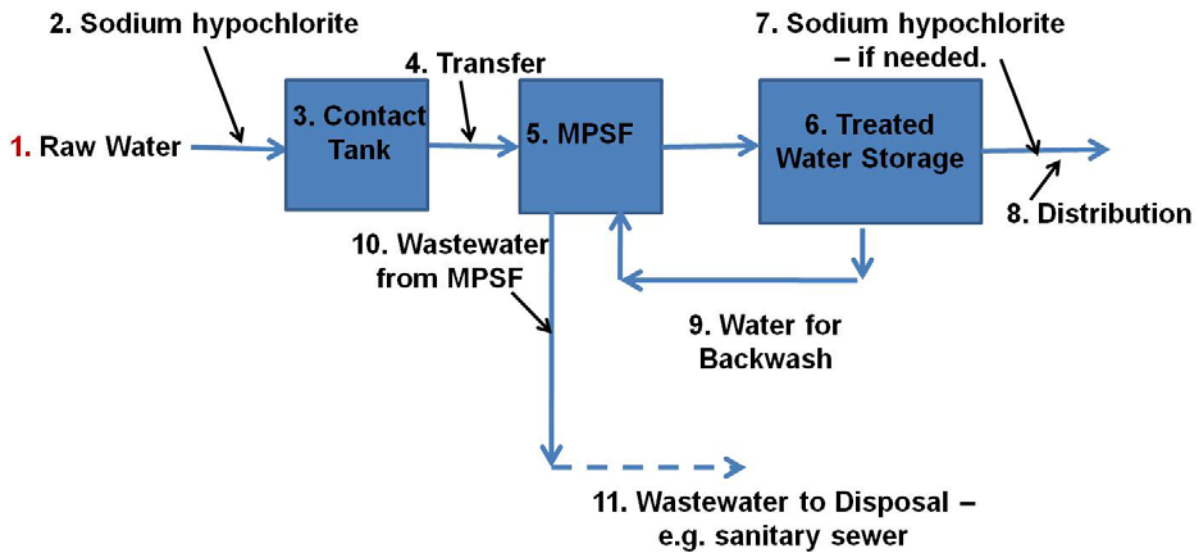 2. Sodium hypochlorite
7. Sodium hypochlorite
– if needed.
4. Transfer
3. Contact
Tank
5. MPSF
6. Treated
Water Storage
1. Raw Water
8. Distribution
10. Wastewater
from MPSF
9. Water for
Backwash
11. Wastewater to Disposal –
e.g. sanitary sewer